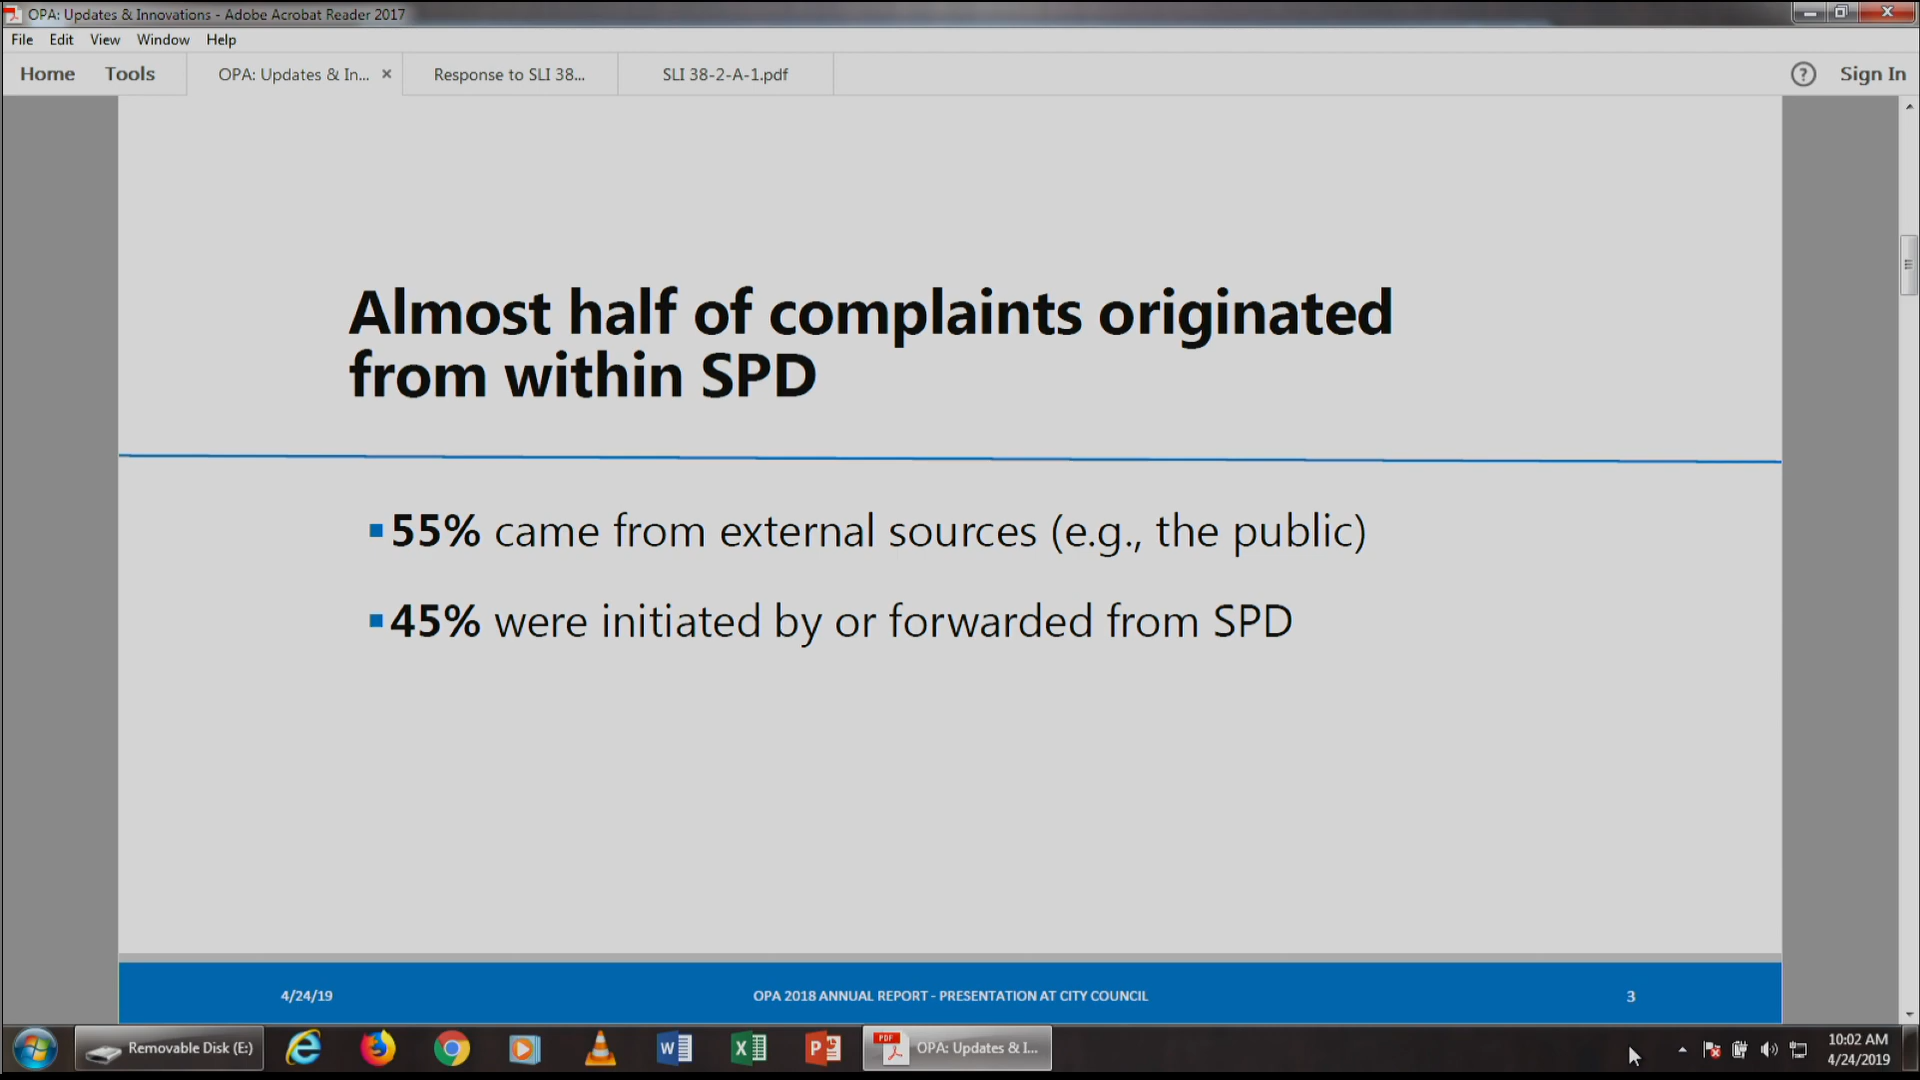 OPA: Updates & Innovations - Adobe Acrobat Reader 2017
File Edit View Window Help
Home Tools OPA: Updates & In... × Response to SLI 38... SLI 38-2-A-1.pdf ? Sign In
Almost half of complaints originated
from within SPD
55% came from external sources (e.g., the public)
45% were initiated by or forwarded from SPD
4/24/19 OPA 2018 ANNUAL REPORT - PRESENTATION AT CITY COUNCIL 3
Removable Disk (E:) OPA: Updates & I... 10:02 AM
4/24/2019